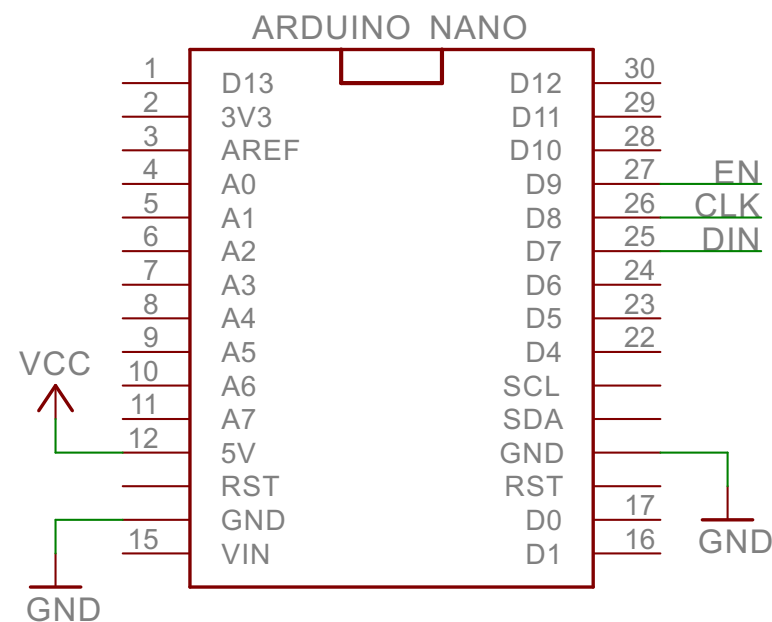 ARDUINO NANO
1 D13 D12 30
2 3V3 D11 29
3 AREF D10 28
4 A0 D9 27 EN
5 A1 D8 26 CLK
6 A2 D7 25 DIN
7 A3 D6 24
8 A4 D5 23
9 A5 D4 22
VCC
10 A6 SCL
11 A7 SDA
12 5V GND
RST RST
GND D0 17
GND
15 VIN D1 16
GND